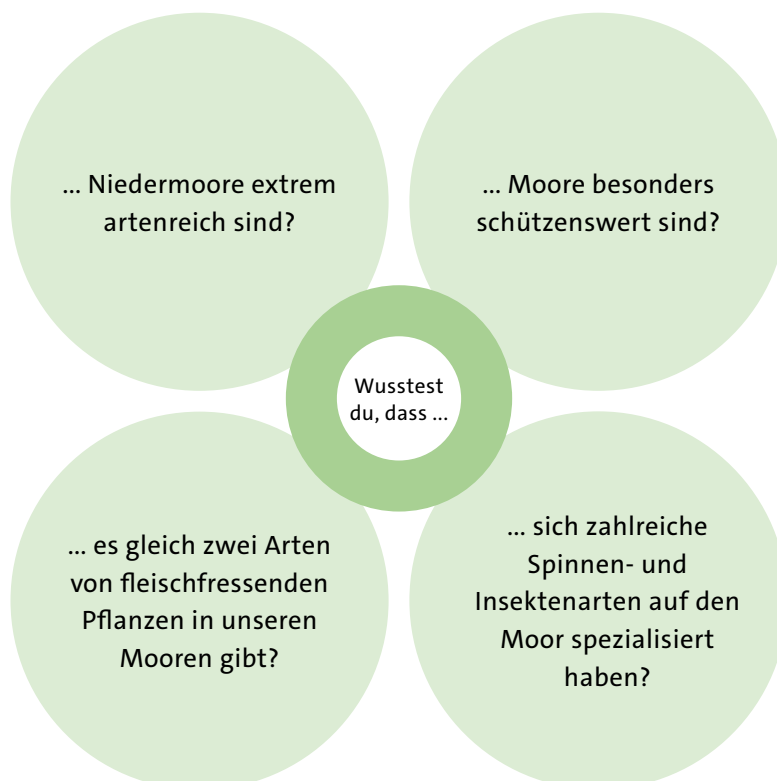 ... Niedermoore extrem
artenreich sind?
... Moore besonders
schützenswert sind?
Wusstest
du, dass ...
... es gleich zwei Arten
von fleischfressenden
Pflanzen in unseren
Mooren gibt?
... sich zahlreiche
Spinnen- und
Insektenarten auf den
Moor spezialisiert
haben?